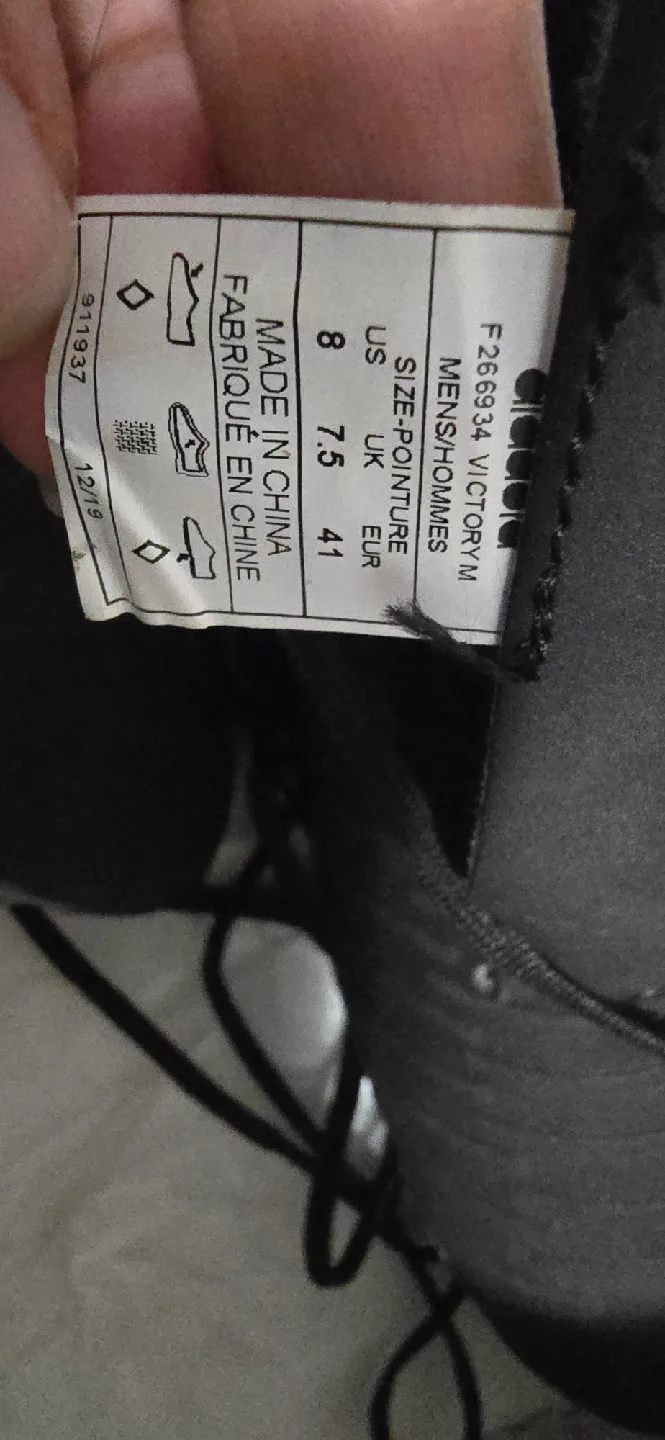 F266934 VICTORYM
MENS/HOMMES
SIZE-POINTURE
US UK EUR
8 7.5 41
MADE IN CHINA
FABRIQUÉ EN CHINE
911937 12/19